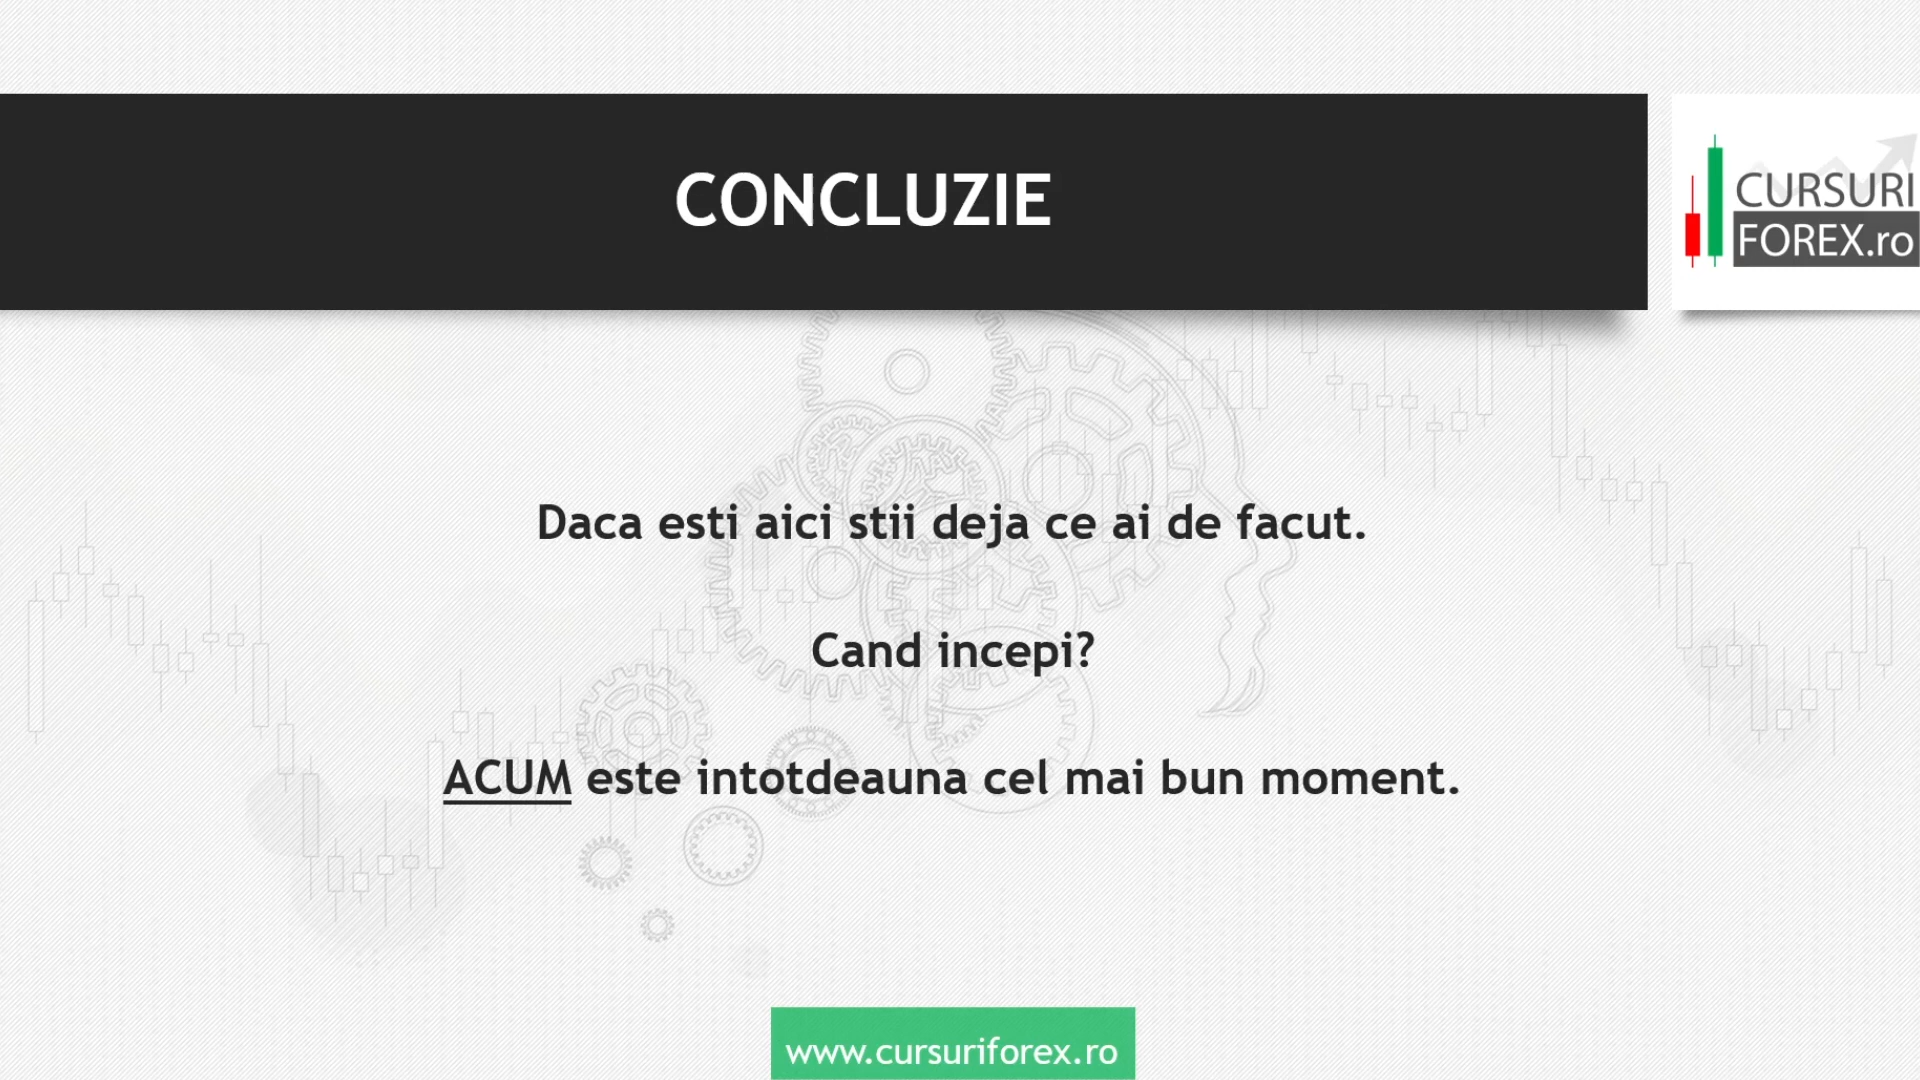 CONCLUZIE
CURSURI
FOREX.ro
Daca esti aici stii deja ce ai de facut.
Cand incepi?
ACUM este intotdeauna cel mai bun moment.
www.cursuriforex.ro